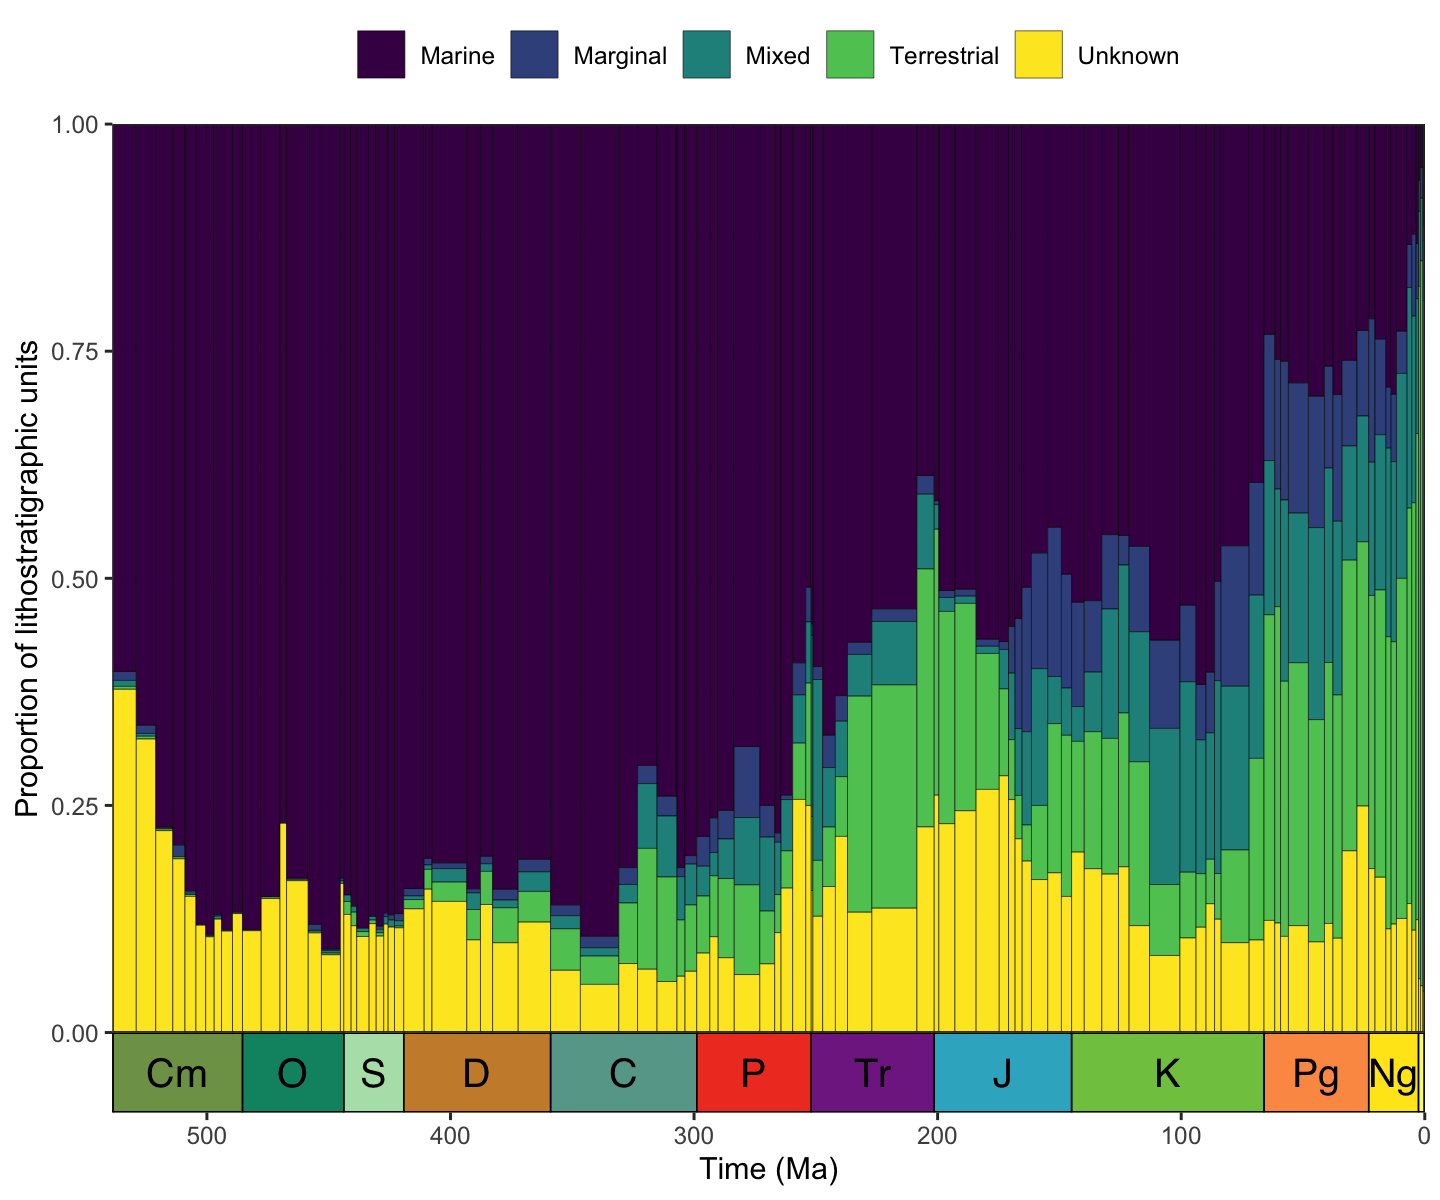 Marine Marginal Mixed Terrestrial Unknown
Proportion of lithostratigraphic units
1.00
0.75
0.50
0.25
0.00
Cm O S D C P Tr J K Pg Ng
500 400 300 200 100 0
Time (Ma)